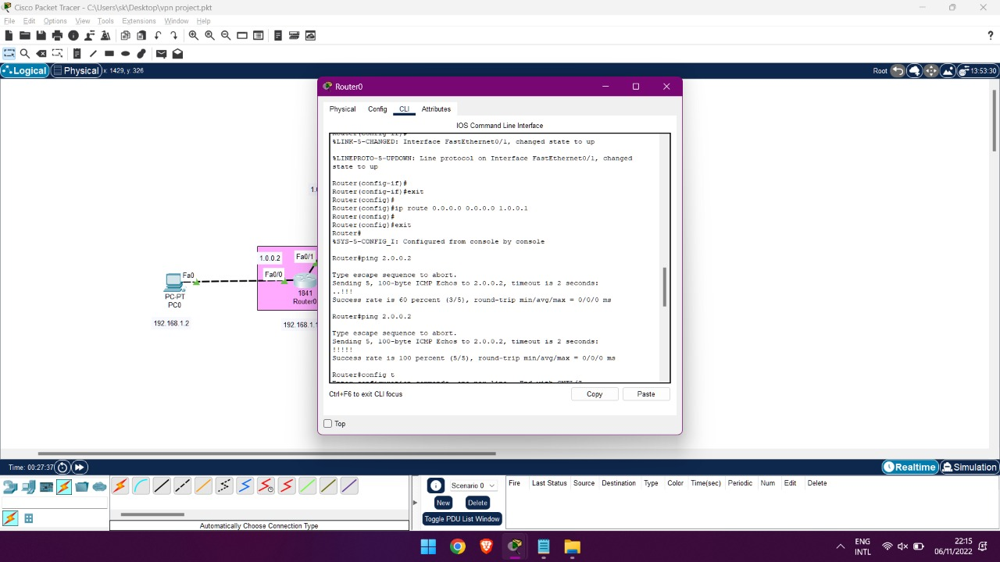 Cisco Packet Tracer - C:\Users\sk\Desktop\vpn project.pkt
File Edit Options View Tools Extensions Window Help
?
Logical Physical x: 1429, y: 326
Root 13:53:30
Router0
Physical Config CLI Attributes
IOS Command Line Interface
Router(config-if)#
%LINK-5-CHANGED: Interface FastEthernet0/1, changed state to up
%LINEPROTO-5-UPDOWN: Line protocol on Interface FastEthernet0/1, changed
state to up
Router(config-if)#
Router(config-if)#exit
Router(config)#
Router(config)#ip route 0.0.0.0 0.0.0.0 1.0.0.1
Router(config)#
Router(config)#exit
Router#
%SYS-5-CONFIG_I: Configured from console by console
Router#ping 2.0.0.2
Type escape sequence to abort.
Sending 5, 100-byte ICMP Echos to 2.0.0.2, timeout is 2 seconds:
..!!!
Success rate is 60 percent (3/5), round-trip min/avg/max = 0/0/0 ms
Router#ping 2.0.0.2
Type escape sequence to abort.
Sending 5, 100-byte ICMP Echos to 2.0.0.2, timeout is 2 seconds:
!!!!!
Success rate is 100 percent (5/5), round-trip min/avg/max = 0/0/0 ms
Router#config t
Ctrl+F6 to exit CLI focus
Copy Paste
Top
1.0.0.2 Fa0/1
Fa0/0
Fa0
PC-PT
PC0
192.168.1.2
1841
Router0
192.168.1.1
Time: 00:27:37
Realtime Simulation
Automatically Choose Connection Type
Scenario 0
New Delete
Toggle PDU List Window
Fire Last Status Source Destination Type Color Time(sec) Periodic Num Edit Delete
ENG
INTL
22:15
06/11/2022